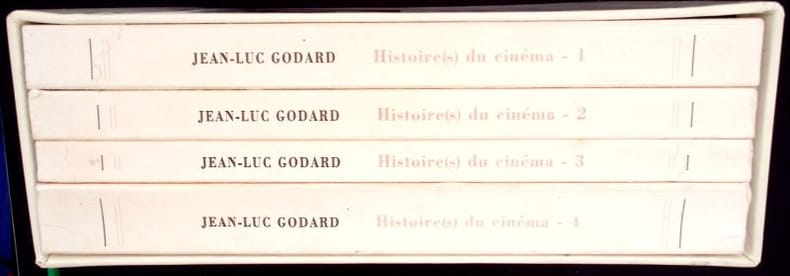 JEAN-LUC GODARD Histoire(s) du cinéma - 1
JEAN-LUC GODARD Histoire(s) du cinéma - 2
JEAN-LUC GODARD Histoire(s) du cinéma - 3
JEAN-LUC GODARD Histoire(s) du cinéma - 4